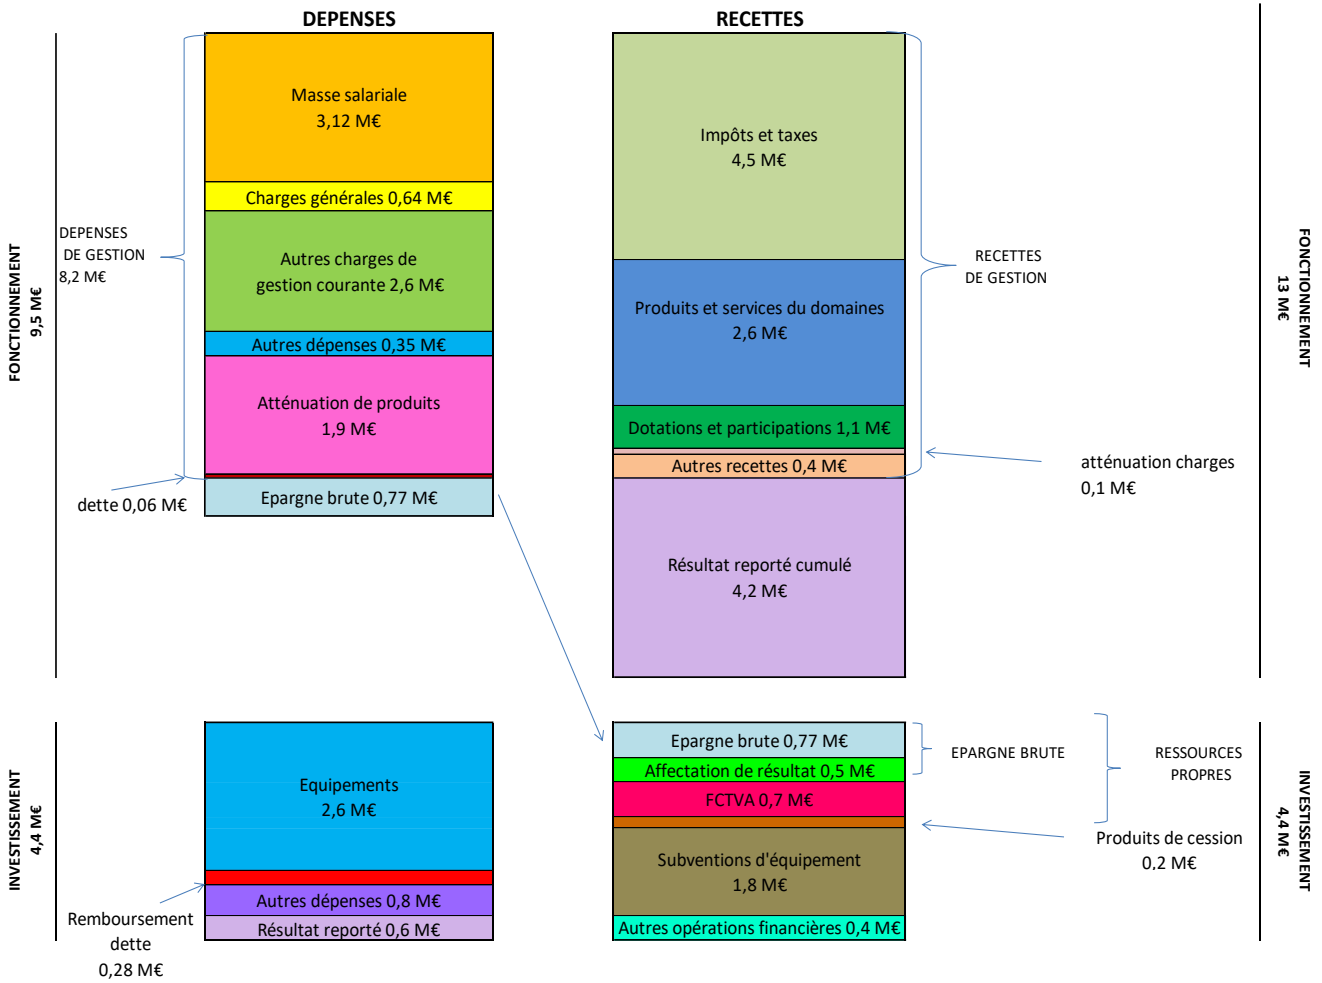 DEPENSES
RECETTES
FONCTIONNEMENT
9,5 M€
DEPENSES
DE GESTION
8,2 M€
Masse salariale
3,12 M€
Charges générales 0,64 M€
Autres charges de
gestion courante 2,6 M€
Autres dépenses 0,35 M€
Atténuation de produits
1,9 M€
dette 0,06 M€
Epargne brute 0,77 M€
Impôts et taxes
4,5 M€
Produits et services du domaines
2,6 M€
Dotations et participations 1,1 M€
Autres recettes 0,4 M€
Résultat reporté cumulé
4,2 M€
RECETTES
DE GESTION
atténuation charges
0,1 M€
FONCTIONNEMENT
13 M€
INVESTISSEMENT
4,4 M€
Equipements
2,6 M€
Autres dépenses 0,8 M€
Résultat reporté 0,6 M€
Remboursement
dette
0,28 M€
Epargne brute 0,77 M€
Affectation de résultat 0,5 M€
FCTVA 0,7 M€
Subventions d'équipement
1,8 M€
Autres opérations financières 0,4 M€
EPARGNE BRUTE
RESSOURCES
PROPRES
Produits de cession
0,2 M€
INVESTISSEMENT
4,4 M€